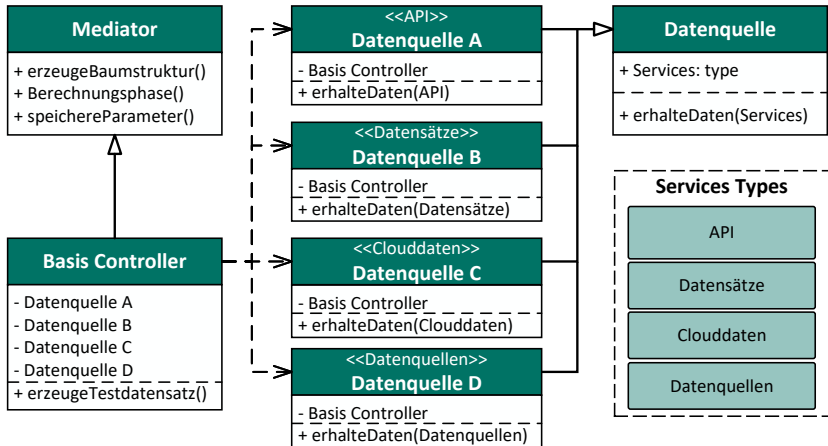 Mediator
+ erzeugeBaumstruktur()
+ Berechnungsphase()
+ speichereParameter()
Basis Controller
- Datenquelle A
- Datenquelle B
- Datenquelle C
- Datenquelle D
+ erzeugeTestdatensatz()
<<API>>
Datenquelle A
- Basis Controller
+ erhalteDaten(API)
<<Datensätze>>
Datenquelle B
- Basis Controller
+ erhalteDaten(Datensätze)
<<Clouddaten>>
Datenquelle C
- Basis Controller
+ erhalteDaten(Clouddaten)
<<Datenquellen>>
Datenquelle D
- Basis Controller
+ erhalteDaten(Datenquellen)
Datenquelle
+ Services: type
+ erhalteDaten(Services)
Services Types
API
Datensätze
Clouddaten
Datenquellen